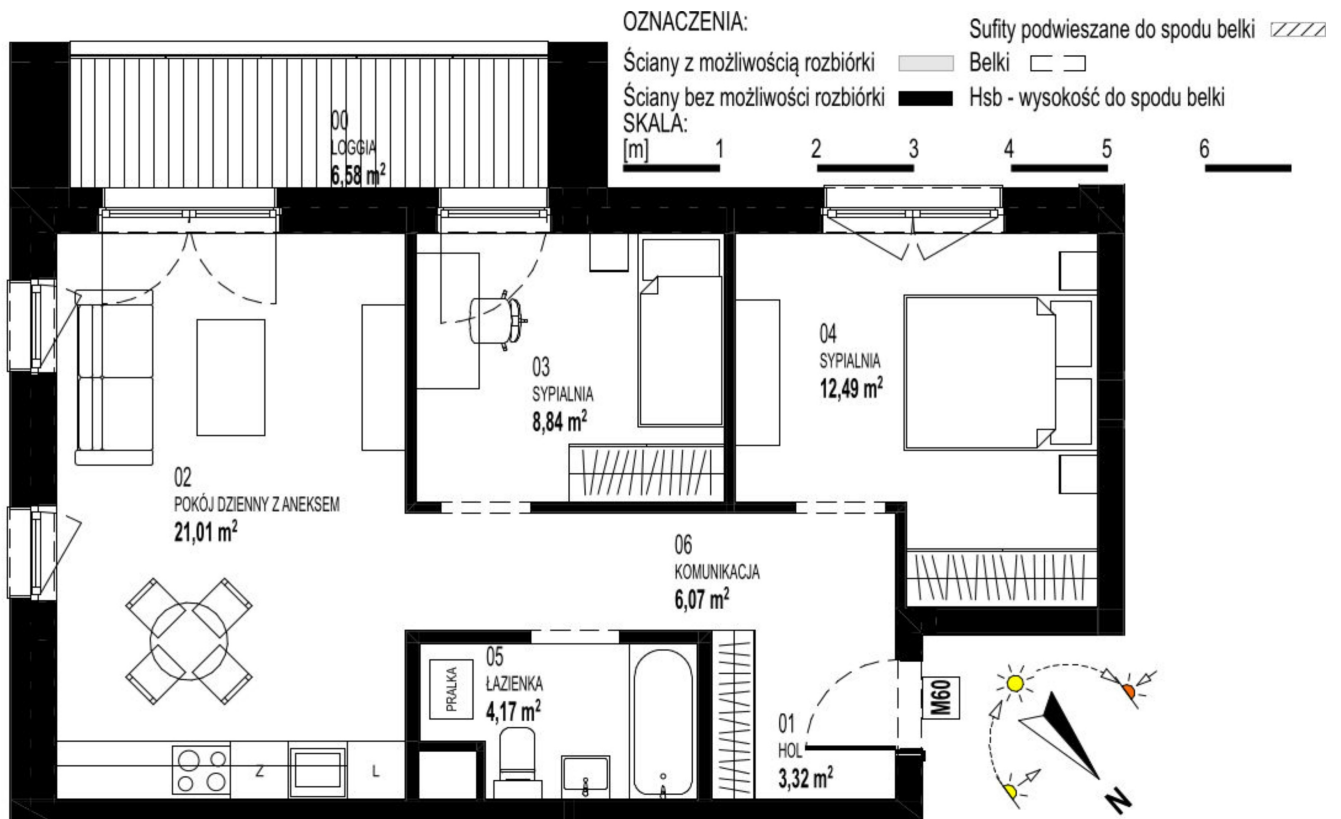 OZNACZENIA:
Sufity podwieszane do spodu belki
Ściany z możliwością rozbiórki
Belki
Ściany bez możliwości rozbiórki
Hsb - wysokość do spodu belki
SKALA:
[m] 1 2 3 4 5 6
00
LOGGIA
6,58 m²
04
SYPIALNIA
12,49 m²
03
SYPIALNIA
8,84 m²
02
POKÓJ DZIENNY Z ANEKSEM
21,01 m²
06
KOMUNIKACJA
6,07 m²
05
ŁAZIENKA
4,17 m²
PRALKA
M60
01
HOL
3,32 m²
Z
L
N